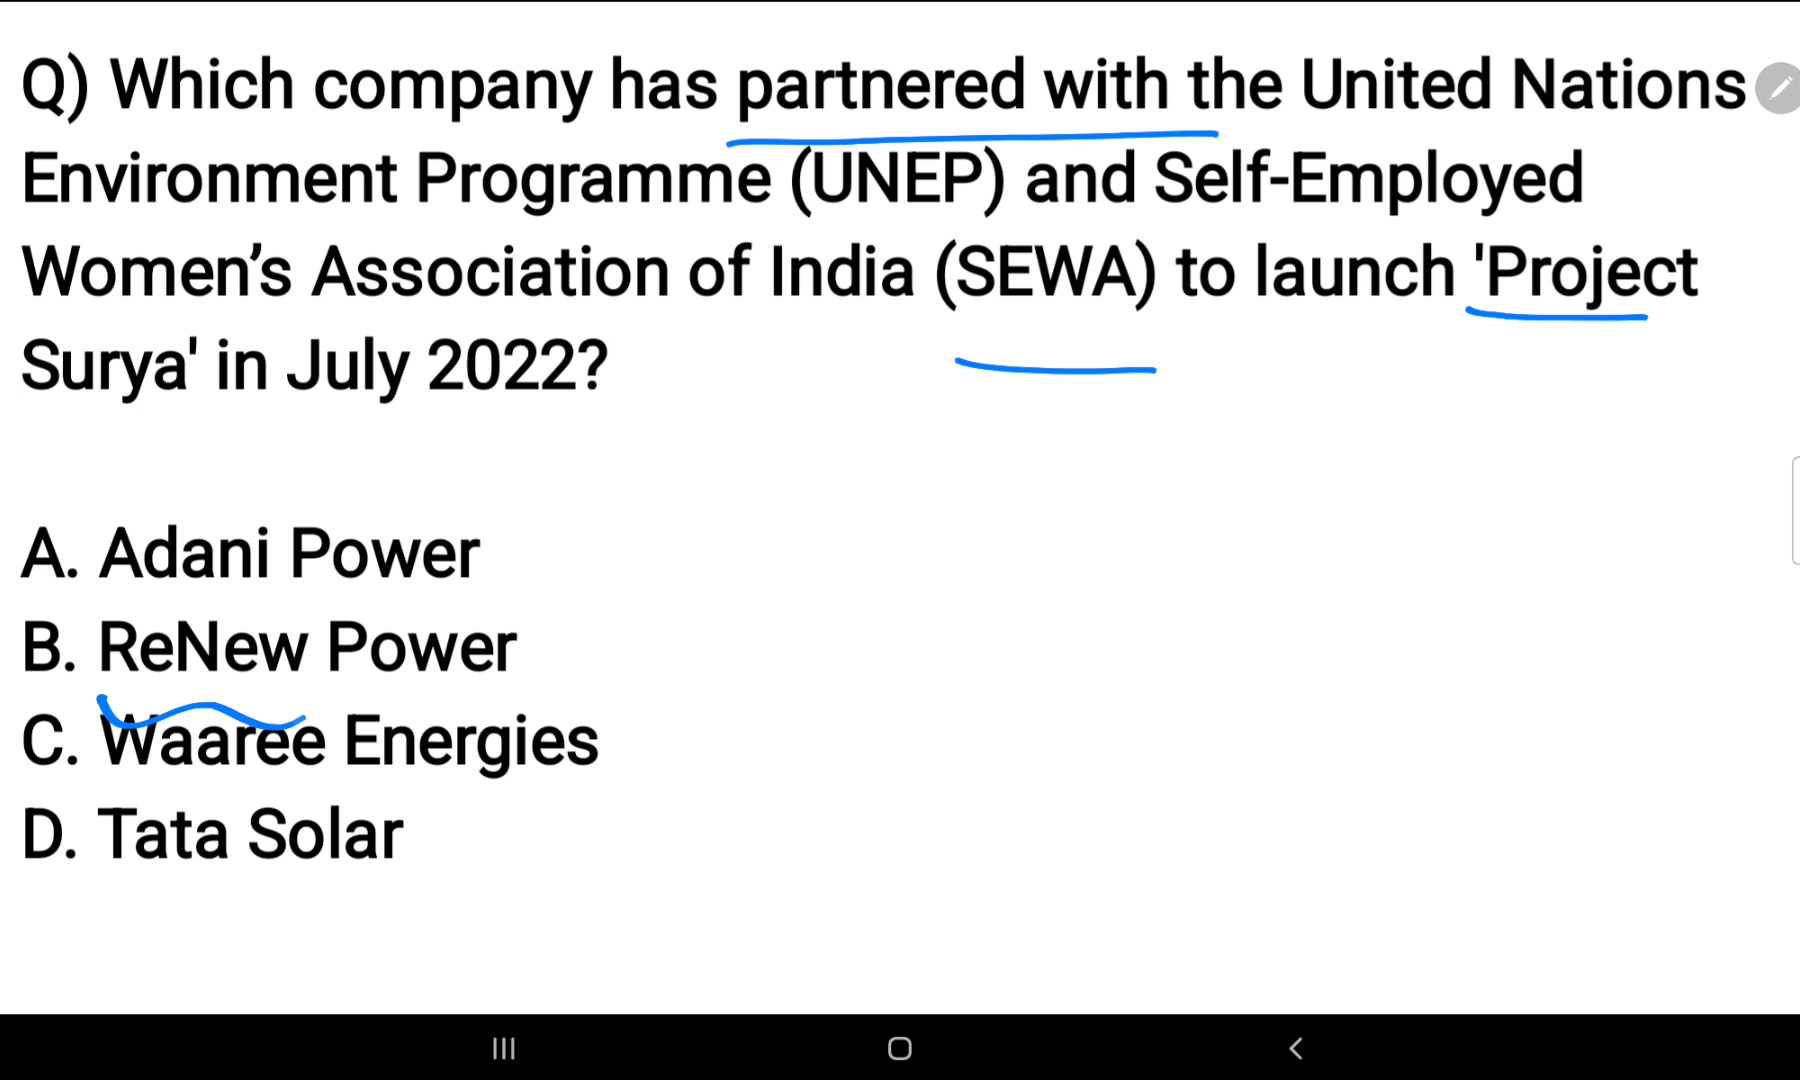 Q) Which company has partnered with the United Nations
Environment Programme (UNEP) and Self-Employed
Women’s Association of India (SEWA) to launch 'Project
Surya' in July 2022?
A. Adani Power
B. ReNew Power
C. Waaree Energies
D. Tata Solar